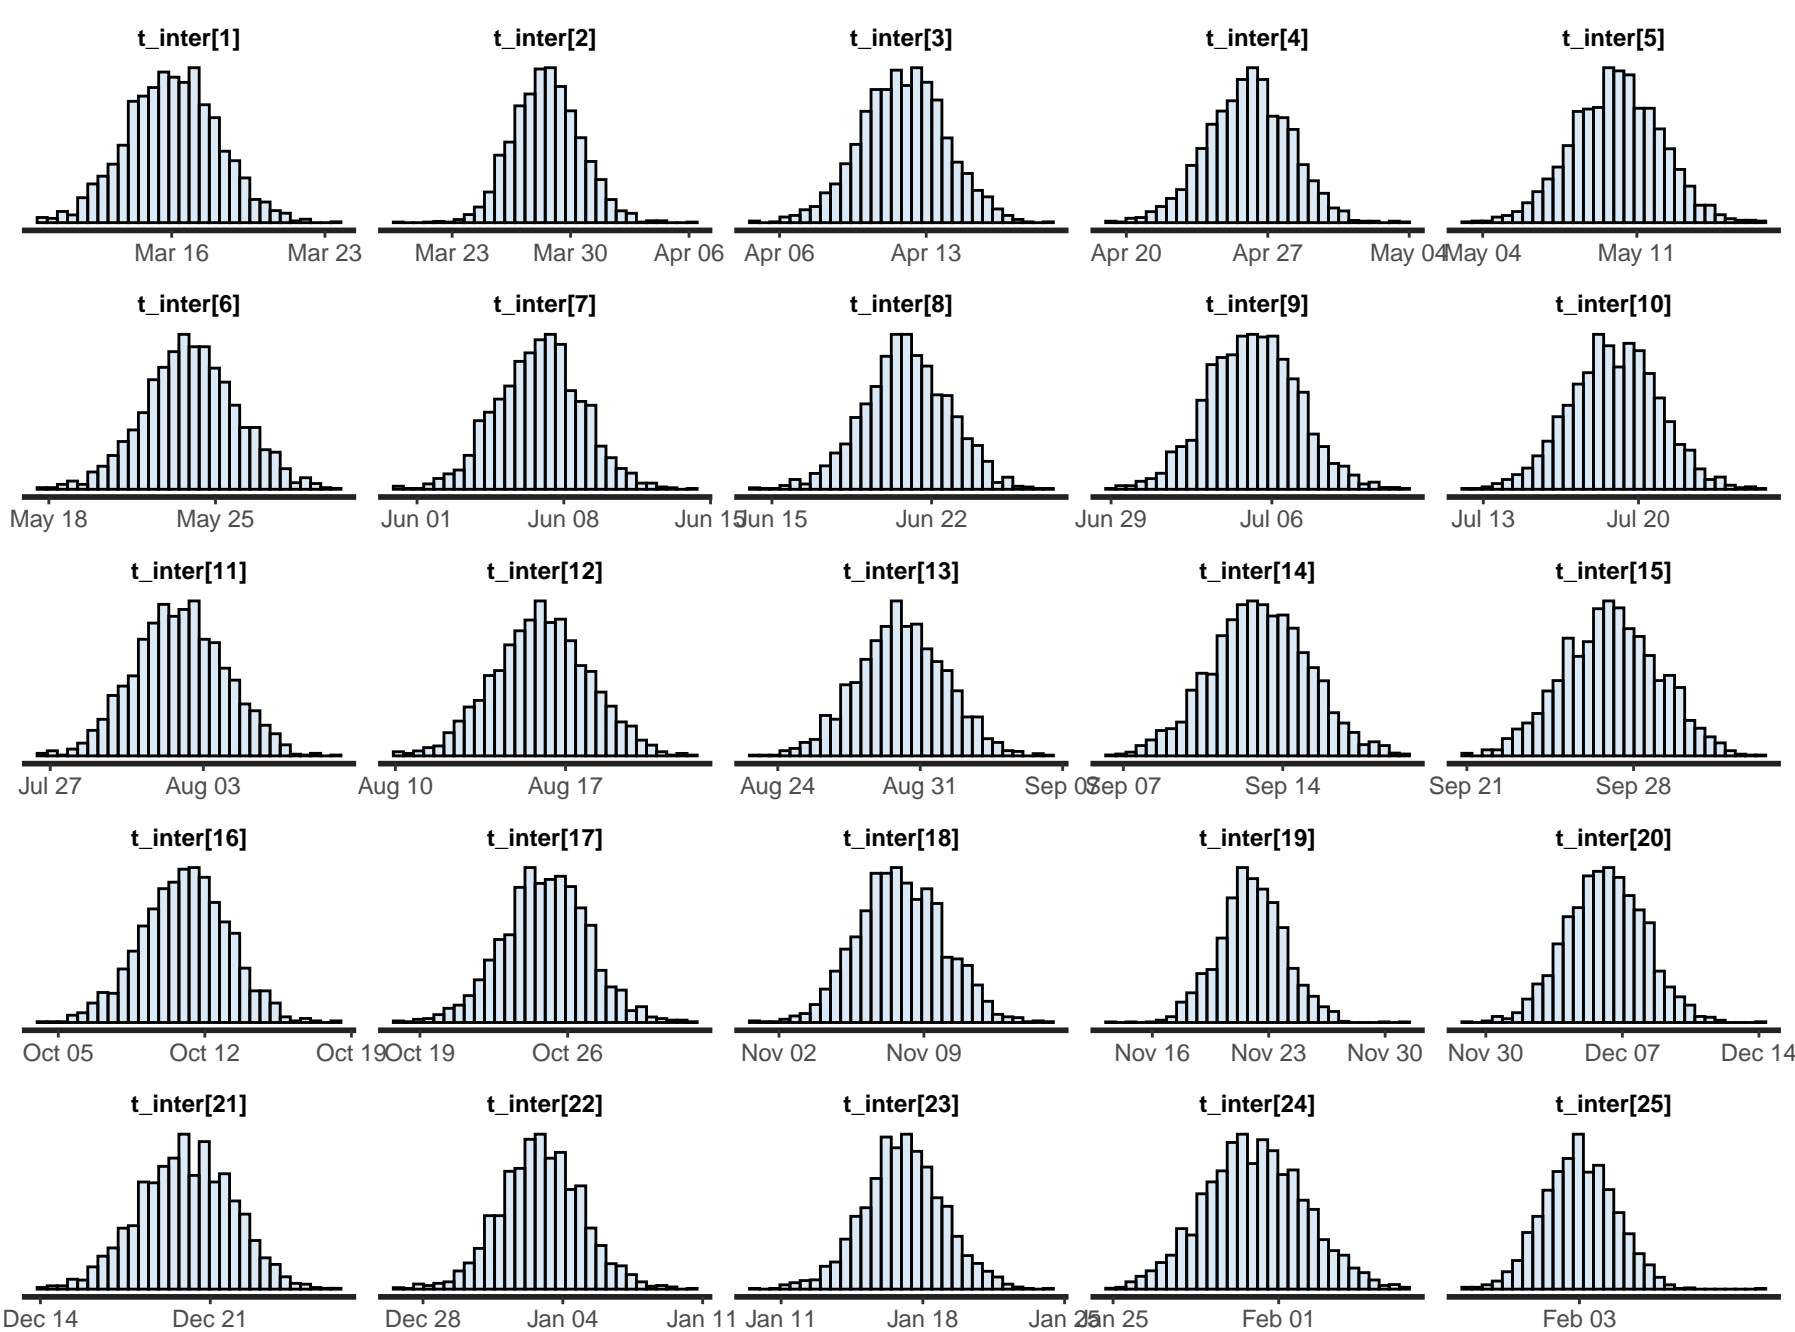 t_inter[1] t_inter[2] t_inter[3] t_inter[4] t_inter[5]
Mar 16 Mar 23 Mar 23 Mar 30 Apr 06 Apr 06 Apr 13 Apr 20 Apr 27 May 04 May 04 May 11
t_inter[6] t_inter[7] t_inter[8] t_inter[9] t_inter[10]
May 18 May 25 Jun 01 Jun 08 Jun 15 Jun 15 Jun 22 Jun 29 Jul 06 Jul 13 Jul 20
t_inter[11] t_inter[12] t_inter[13] t_inter[14] t_inter[15]
Jul 27 Aug 03 Aug 10 Aug 17 Aug 24 Aug 31 Sep 07 Sep 07 Sep 14 Sep 21 Sep 28
t_inter[16] t_inter[17] t_inter[18] t_inter[19] t_inter[20]
Oct 05 Oct 12 Oct 19 Oct 19 Oct 26 Nov 02 Nov 09 Nov 16 Nov 23 Nov 30 Nov 30 Dec 07 Dec 14
t_inter[21] t_inter[22] t_inter[23] t_inter[24] t_inter[25]
Dec 14 Dec 21 Dec 28 Jan 04 Jan 11 Jan 11 Jan 18 Jan 25 Jan 25 Feb 01 Feb 03